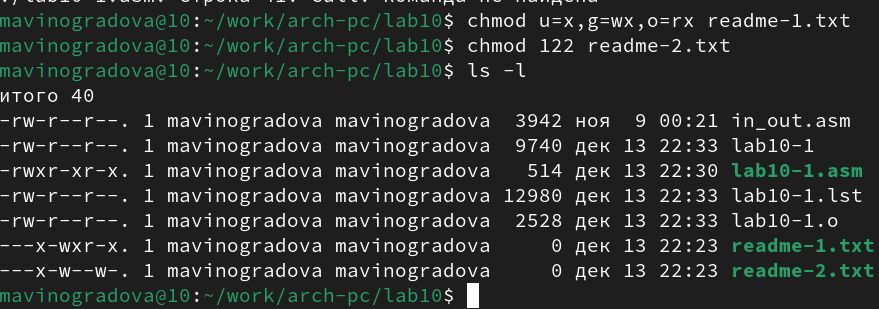 mavinogradova@10:~/work/arch-pc/lab10$ chmod u=x,g=wx,o=rx readme-1.txt
mavinogradova@10:~/work/arch-pc/lab10$ chmod 122 readme-2.txt
mavinogradova@10:~/work/arch-pc/lab10$ ls -l
итого 40
-rw-r--r--. 1 mavinogradova mavinogradova  3942 ноя  9 00:21 in_out.asm
-rw-r--r--. 1 mavinogradova mavinogradova  9740 дек 13 22:33 lab10-1
-rwxr-xr-x. 1 mavinogradova mavinogradova   514 дек 13 22:30 lab10-1.asm
-rw-r--r--. 1 mavinogradova mavinogradova 12980 дек 13 22:33 lab10-1.lst
-rw-r--r--. 1 mavinogradova mavinogradova  2528 дек 13 22:33 lab10-1.o
---x-wxr-x. 1 mavinogradova mavinogradova     0 дек 13 22:23 readme-1.txt
---x-w--w-. 1 mavinogradova mavinogradova     0 дек 13 22:23 readme-2.txt
mavinogradova@10:~/work/arch-pc/lab10$